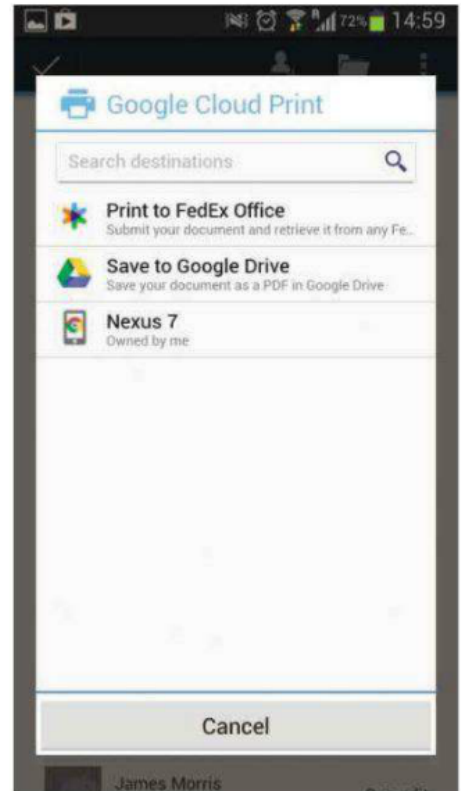 72% 14:59
Google Cloud Print
Search destinations
Print to FedEx Office
Submit your document and retrieve it from any Fe..
Save to Google Drive
Save your document as a PDF in Google Drive
Nexus 7
Owned by me
Cancel
James Morris